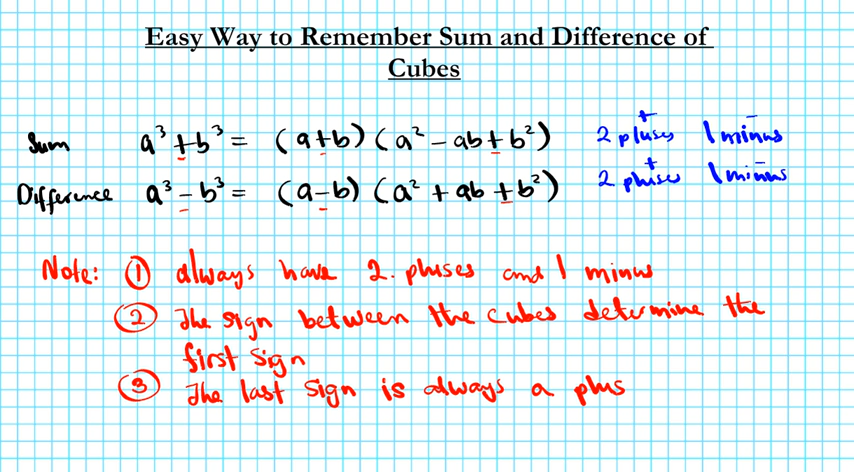 Easy Way to Remember Sum and Difference of
Cubes
Sum a³ + b³ = (a+b) (a² - ab + b²) 2 pluses + 1 minus -
Difference a³ - b³ = (a-b) (a² + ab + b²) 2 pluses + 1 minus -
Note: ① always have 2. pluses and 1 minus
② The sign between the cubes determine the
first sign
③ The last sign is always a plus